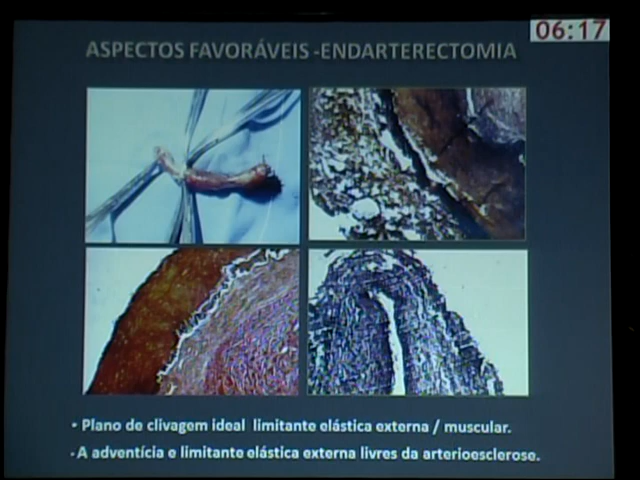 06:17
ASPECTOS FAVORÁVEIS -ENDARTERECTOMIA
• Plano de clivagem ideal limitante elástica externa / muscular.
• A adventícia e limitante elástica externa livres da arterioesclerose.